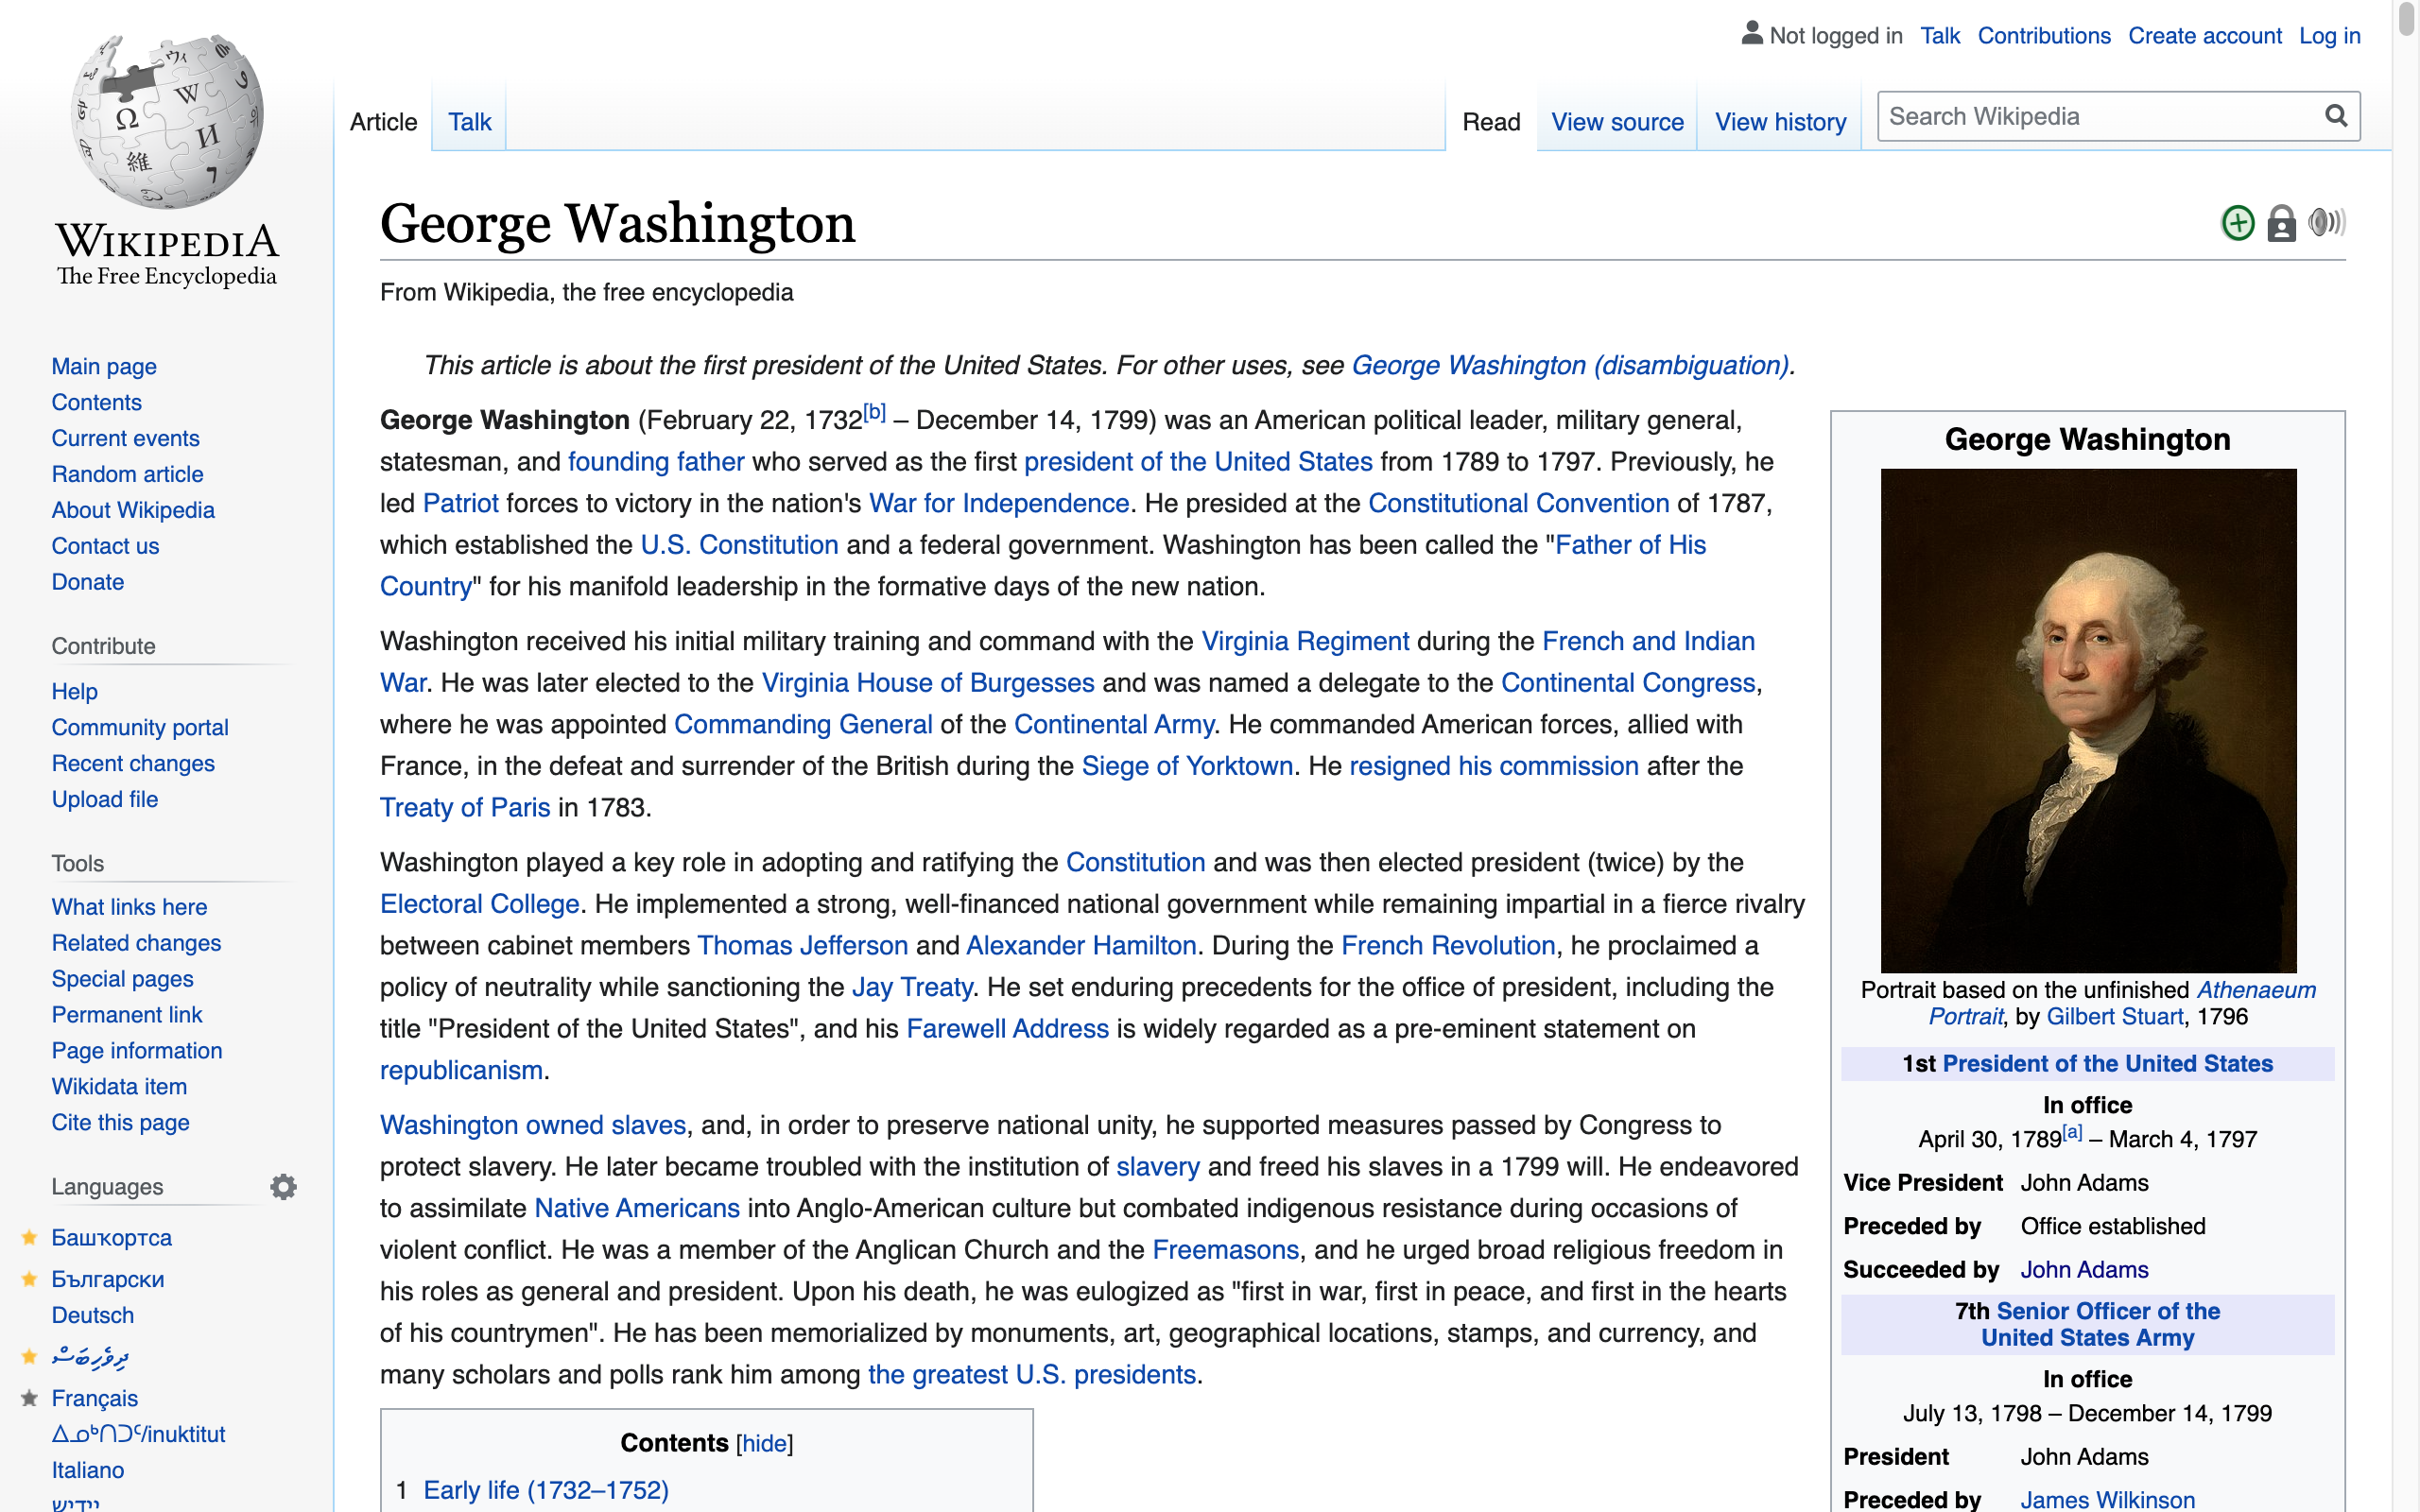 Not logged in Talk Contributions Create account Log in
WIKIPEDIA
The Free Encyclopedia
Article Talk Read View source View history Search Wikipedia
Main page
Contents
Current events
Random article
About Wikipedia
Contact us
Donate
Contribute
Help
Community portal
Recent changes
Upload file
Tools
What links here
Related changes
Special pages
Permanent link
Page information
Wikidata item
Cite this page
Languages
Башҡортса
Български
Deutsch
ދިވެހިބަސް
Français
ᐃᓄᒃᑎᑐᑦ/inuktitut
Italiano
ייִדיש
George Washington
From Wikipedia, the free encyclopedia
This article is about the first president of the United States. For other uses, see George Washington (disambiguation).
George Washington (February 22, 1732[b] – December 14, 1799) was an American political leader, military general,
statesman, and founding father who served as the first president of the United States from 1789 to 1797. Previously, he
led Patriot forces to victory in the nation's War for Independence. He presided at the Constitutional Convention of 1787,
which established the U.S. Constitution and a federal government. Washington has been called the "Father of His
Country" for his manifold leadership in the formative days of the new nation.
Washington received his initial military training and command with the Virginia Regiment during the French and Indian
War. He was later elected to the Virginia House of Burgesses and was named a delegate to the Continental Congress,
where he was appointed Commanding General of the Continental Army. He commanded American forces, allied with
France, in the defeat and surrender of the British during the Siege of Yorktown. He resigned his commission after the
Treaty of Paris in 1783.
Washington played a key role in adopting and ratifying the Constitution and was then elected president (twice) by the
Electoral College. He implemented a strong, well-financed national government while remaining impartial in a fierce rivalry
between cabinet members Thomas Jefferson and Alexander Hamilton. During the French Revolution, he proclaimed a
policy of neutrality while sanctioning the Jay Treaty. He set enduring precedents for the office of president, including the
title "President of the United States", and his Farewell Address is widely regarded as a pre-eminent statement on
republicanism.
Washington owned slaves, and, in order to preserve national unity, he supported measures passed by Congress to
protect slavery. He later became troubled with the institution of slavery and freed his slaves in a 1799 will. He endeavored
to assimilate Native Americans into Anglo-American culture but combated indigenous resistance during occasions of
violent conflict. He was a member of the Anglican Church and the Freemasons, and he urged broad religious freedom in
his roles as general and president. Upon his death, he was eulogized as "first in war, first in peace, and first in the hearts
of his countrymen". He has been memorialized by monuments, art, geographical locations, stamps, and currency, and
many scholars and polls rank him among the greatest U.S. presidents.
Contents [hide]
1 Early life (1732–1752)
George Washington
Portrait based on the unfinished Athenaeum
Portrait, by Gilbert Stuart, 1796
1st President of the United States
In office
April 30, 1789[a] – March 4, 1797
Vice President John Adams
Preceded by Office established
Succeeded by John Adams
7th Senior Officer of the
United States Army
In office
July 13, 1798 – December 14, 1799
President John Adams
Preceded by James Wilkinson